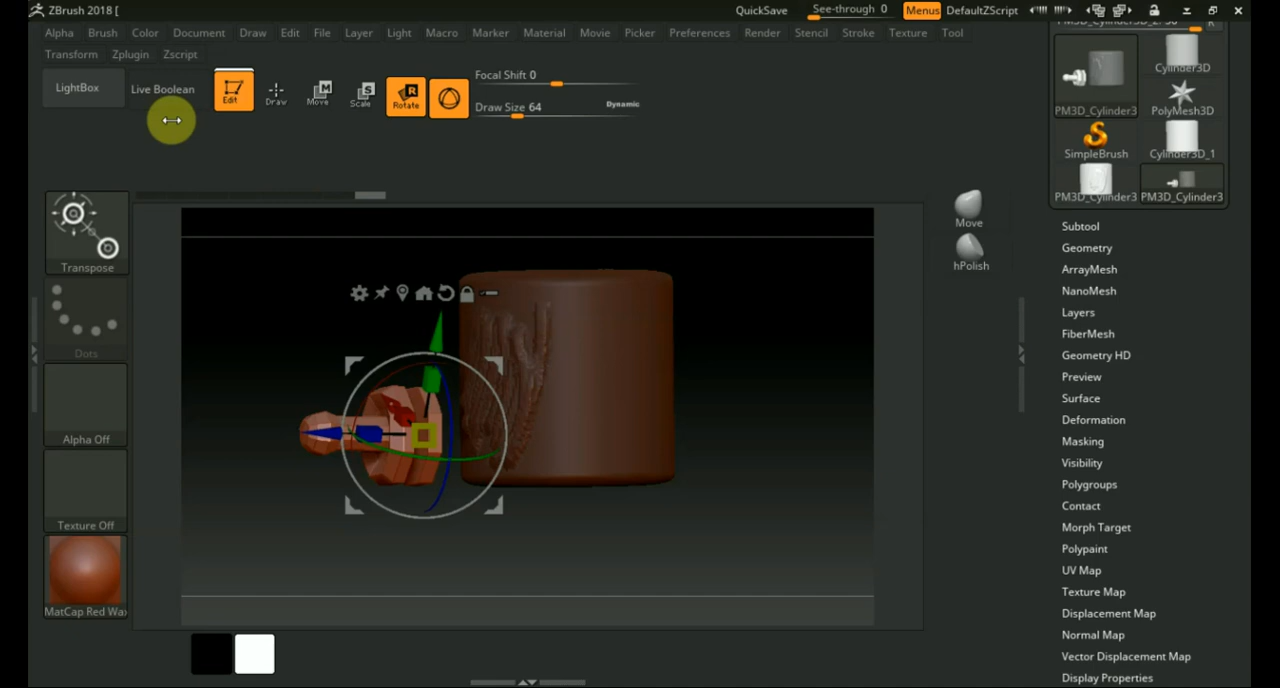 ZBrush 2018 [
QuickSave
See-through 0
Menus
DefaultZScript
Alpha Brush Color Document Draw Edit File Layer Light Macro Marker Material Movie Picker Preferences Render Shaders Stencil Stroke Texture Tool
Transform Zplugin Zscript
LightBox
Live Boolean
Edit
Draw
Move
Scale
Rotate
Focal Shift 0
Draw Size 64
Dynamic
R
PM3D_Cylinder3
Cylinder3D
PolyMesh3D
SimpleBrush
Cylinder3D_1
PM3D_Cylinder3
PM3D_Cylinder3
Transpose
Dots
Alpha Off
Texture Off
MatCap Red Wax
Move
hPolish
Subtool
Geometry
ArrayMesh
NanoMesh
Layers
FiberMesh
Geometry HD
Preview
Surface
Deformation
Masking
Visibility
Polygroups
Contact
Morph Target
Polypaint
UV Map
Texture Map
Displacement Map
Normal Map
Vector Displacement Map
Display Properties